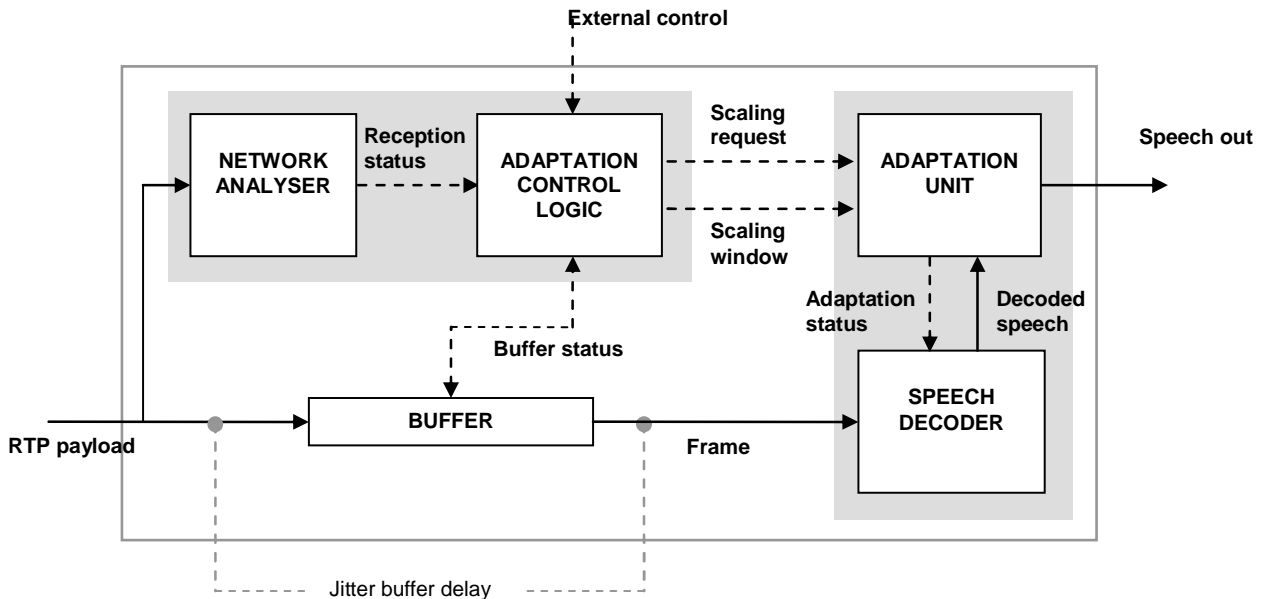 External control
NETWORK
ANALYSER
Reception
status
ADAPTATION
CONTROL
LOGIC
Scaling
request
Scaling
window
ADAPTATION
UNIT
Speech out
Adaptation
status
Decoded
speech
Buffer status
BUFFER
SPEECH
DECODER
RTP payload
Frame
Jitter buffer delay